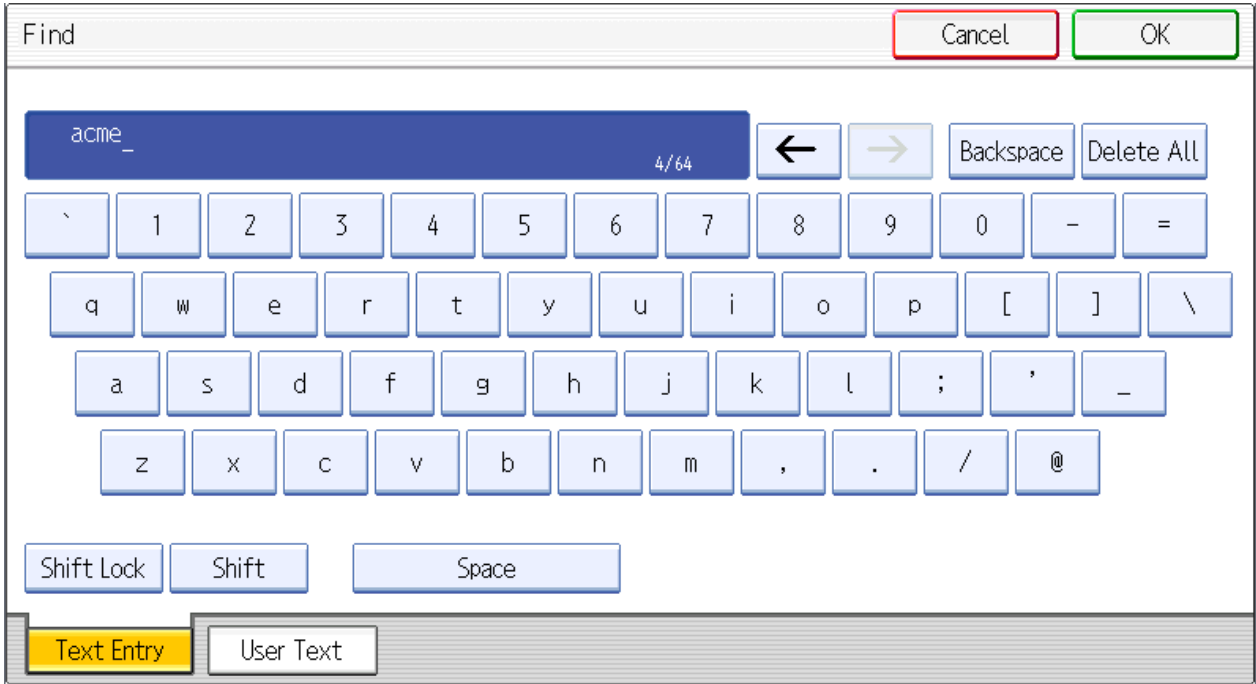 Find Cancel OK
acme_
4/64
← → Backspace Delete All
` 1 2 3 4 5 6 7 8 9 0 - =
q w e r t y u i o p [ ] \
a s d f g h j k l ; ' _
z x c v b n m , . / @
Shift Lock Shift Space
Text Entry User Text